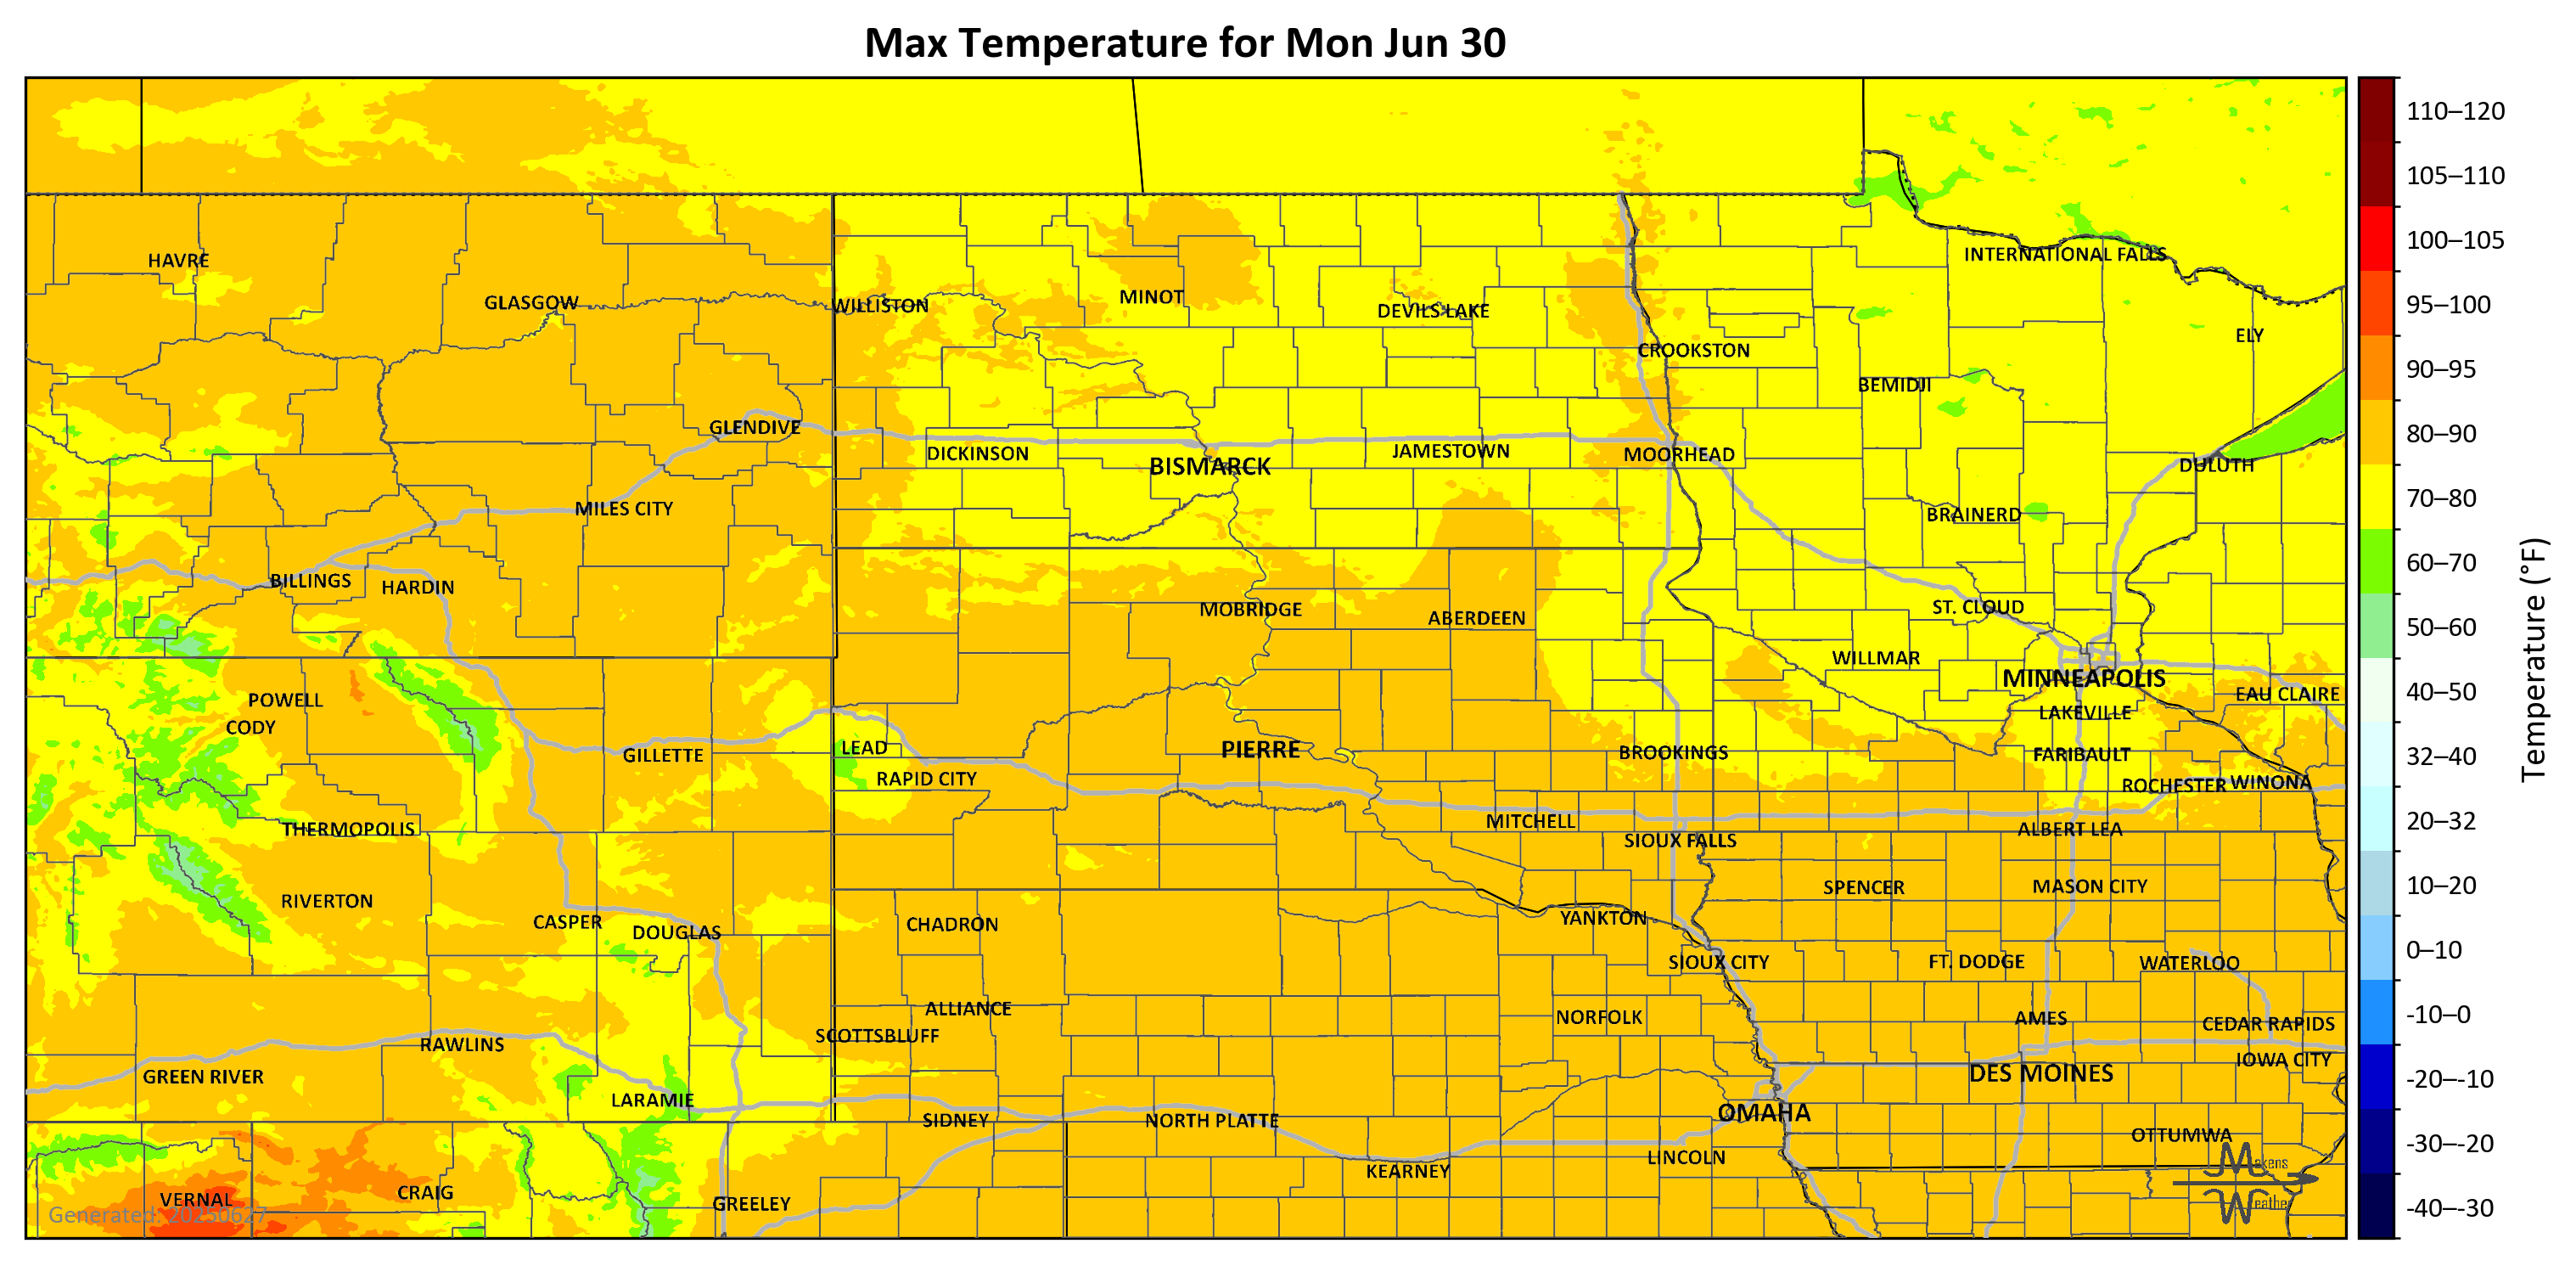 Max Temperature for Mon Jun 30
110–120
105–110
100–105
95–100
90–95
80–90
70–80
60–70
50–60
40–50
32–40
20–32
10–20
0–10
-10–0
-20–-10
-30–-20
-40–-30
Temperature (°F)
HAVRE
GLASGOW
WILLISTON
MINOT
DEVILS LAKE
INTERNATIONAL FALLS
ELY
CROOKSTON
BEMIDJI
GLENDIVE
DICKINSON
BISMARCK
JAMESTOWN
MOORHEAD
DULUTH
MILES CITY
BRAINERD
BILLINGS
HARDIN
MOBRIDGE
ABERDEEN
ST. CLOUD
WILLMAR
MINNEAPOLIS
EAU CLAIRE
POWELL
CODY
LAKEVILLE
GILLETTE
LEAD
PIERRE
BROOKINGS
FARIBAULT
RAPID CITY
ROCHESTER
WINONA
THERMOPOLIS
MITCHELL
SIOUX FALLS
ALBERT LEA
RIVERTON
SPENCER
MASON CITY
CASPER
DOUGLAS
CHADRON
YANKTON
SIOUX CITY
FT. DODGE
WATERLOO
ALLIANCE
NORFOLK
AMES
CEDAR RAPIDS
SCOTTSBLUFF
RAWLINS
IOWA CITY
GREEN RIVER
DES MOINES
LARAMIE
SIDNEY
NORTH PLATTE
OMAHA
OTTUMWA
LINCOLN
KEARNEY
VERNAL
CRAIG
GREELEY
Generated: 20250627
Makens
Weather